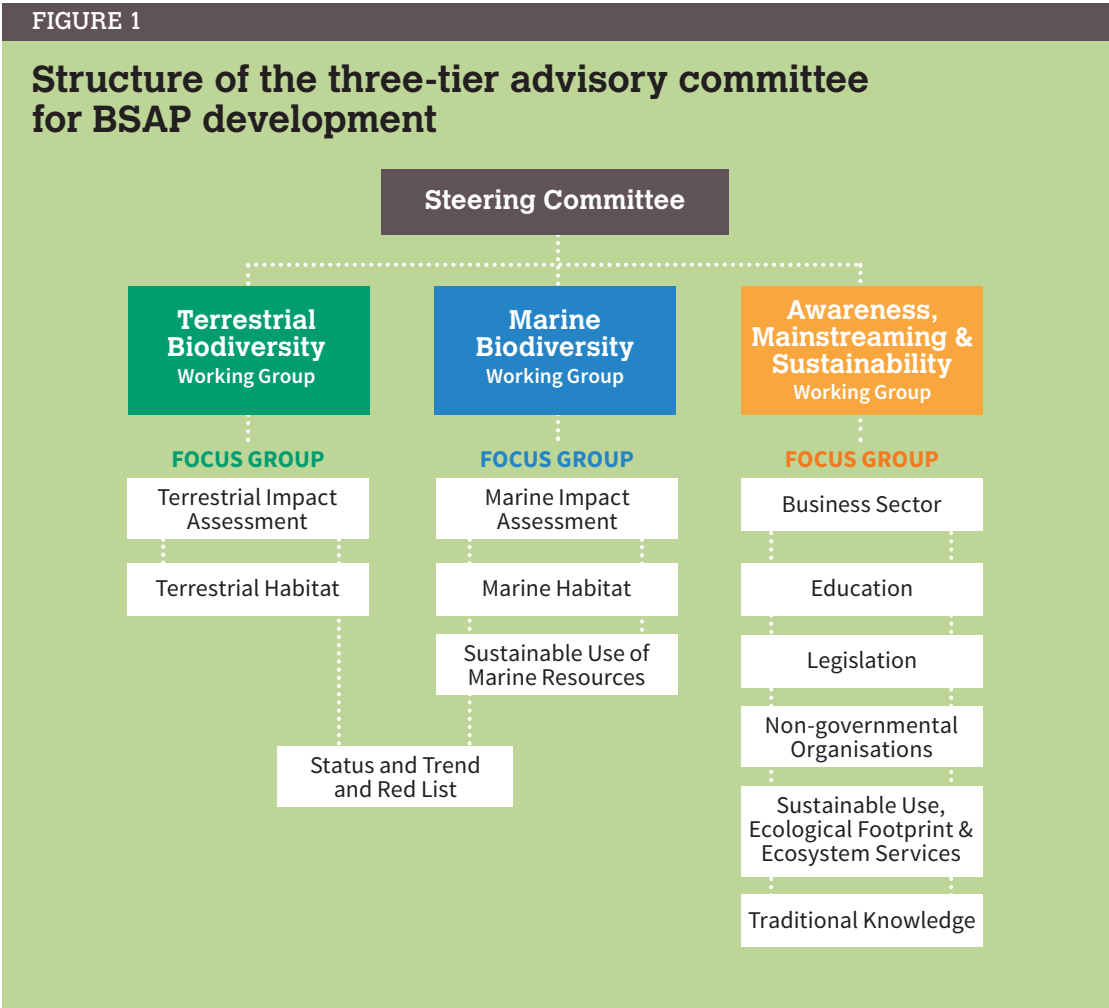 FIGURE 1
Structure of the three-tier advisory committee
for BSAP development
Steering Committee
Terrestrial
Biodiversity
Working Group
FOCUS GROUP
Terrestrial Impact
Assessment
Terrestrial Habitat
Marine
Biodiversity
Working Group
FOCUS GROUP
Marine Impact
Assessment
Marine Habitat
Sustainable Use of
Marine Resources
Status and Trend
and Red List
Awareness,
Mainstreaming &
Sustainability
Working Group
FOCUS GROUP
Business Sector
Education
Legislation
Non-governmental
Organisations
Sustainable Use,
Ecological Footprint &
Ecosystem Services
Traditional Knowledge